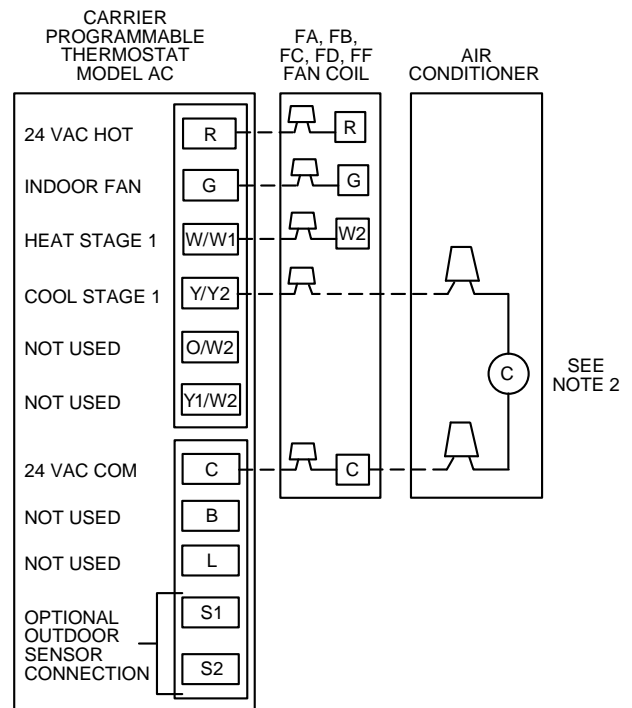 CARRIER
PROGRAMMABLE
THERMOSTAT
MODEL AC
FA, FB,
FC, FD, FF
FAN COIL
AIR
CONDITIONER
24 VAC HOT
R
R
INDOOR FAN
G
G
HEAT STAGE 1
W/W1
W2
COOL STAGE 1
Y/Y2
NOT USED
O/W2
C
SEE
NOTE 2
NOT USED
Y1/W2
24 VAC COM
C
C
NOT USED
B
NOT USED
L
OPTIONAL
OUTDOOR
SENSOR
CONNECTION
S1
S2